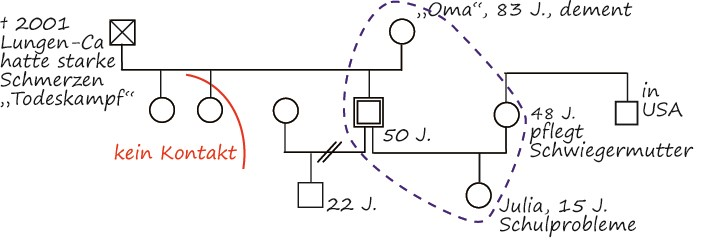 † 2001
Lungen-Ca
hatte starke
Schmerzen
„Todeskampf“
„Oma“, 83 J., dement
kein Kontakt
50 J.
22 J.
48 J.
pflegt
Schwiegermutter
in
USA
Julia, 15 J.
Schulprobleme